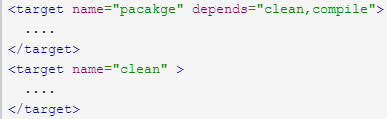 <target name="pacakge" depends="clean,compile">
....
</target>
<target name="clean" >
....
</target>